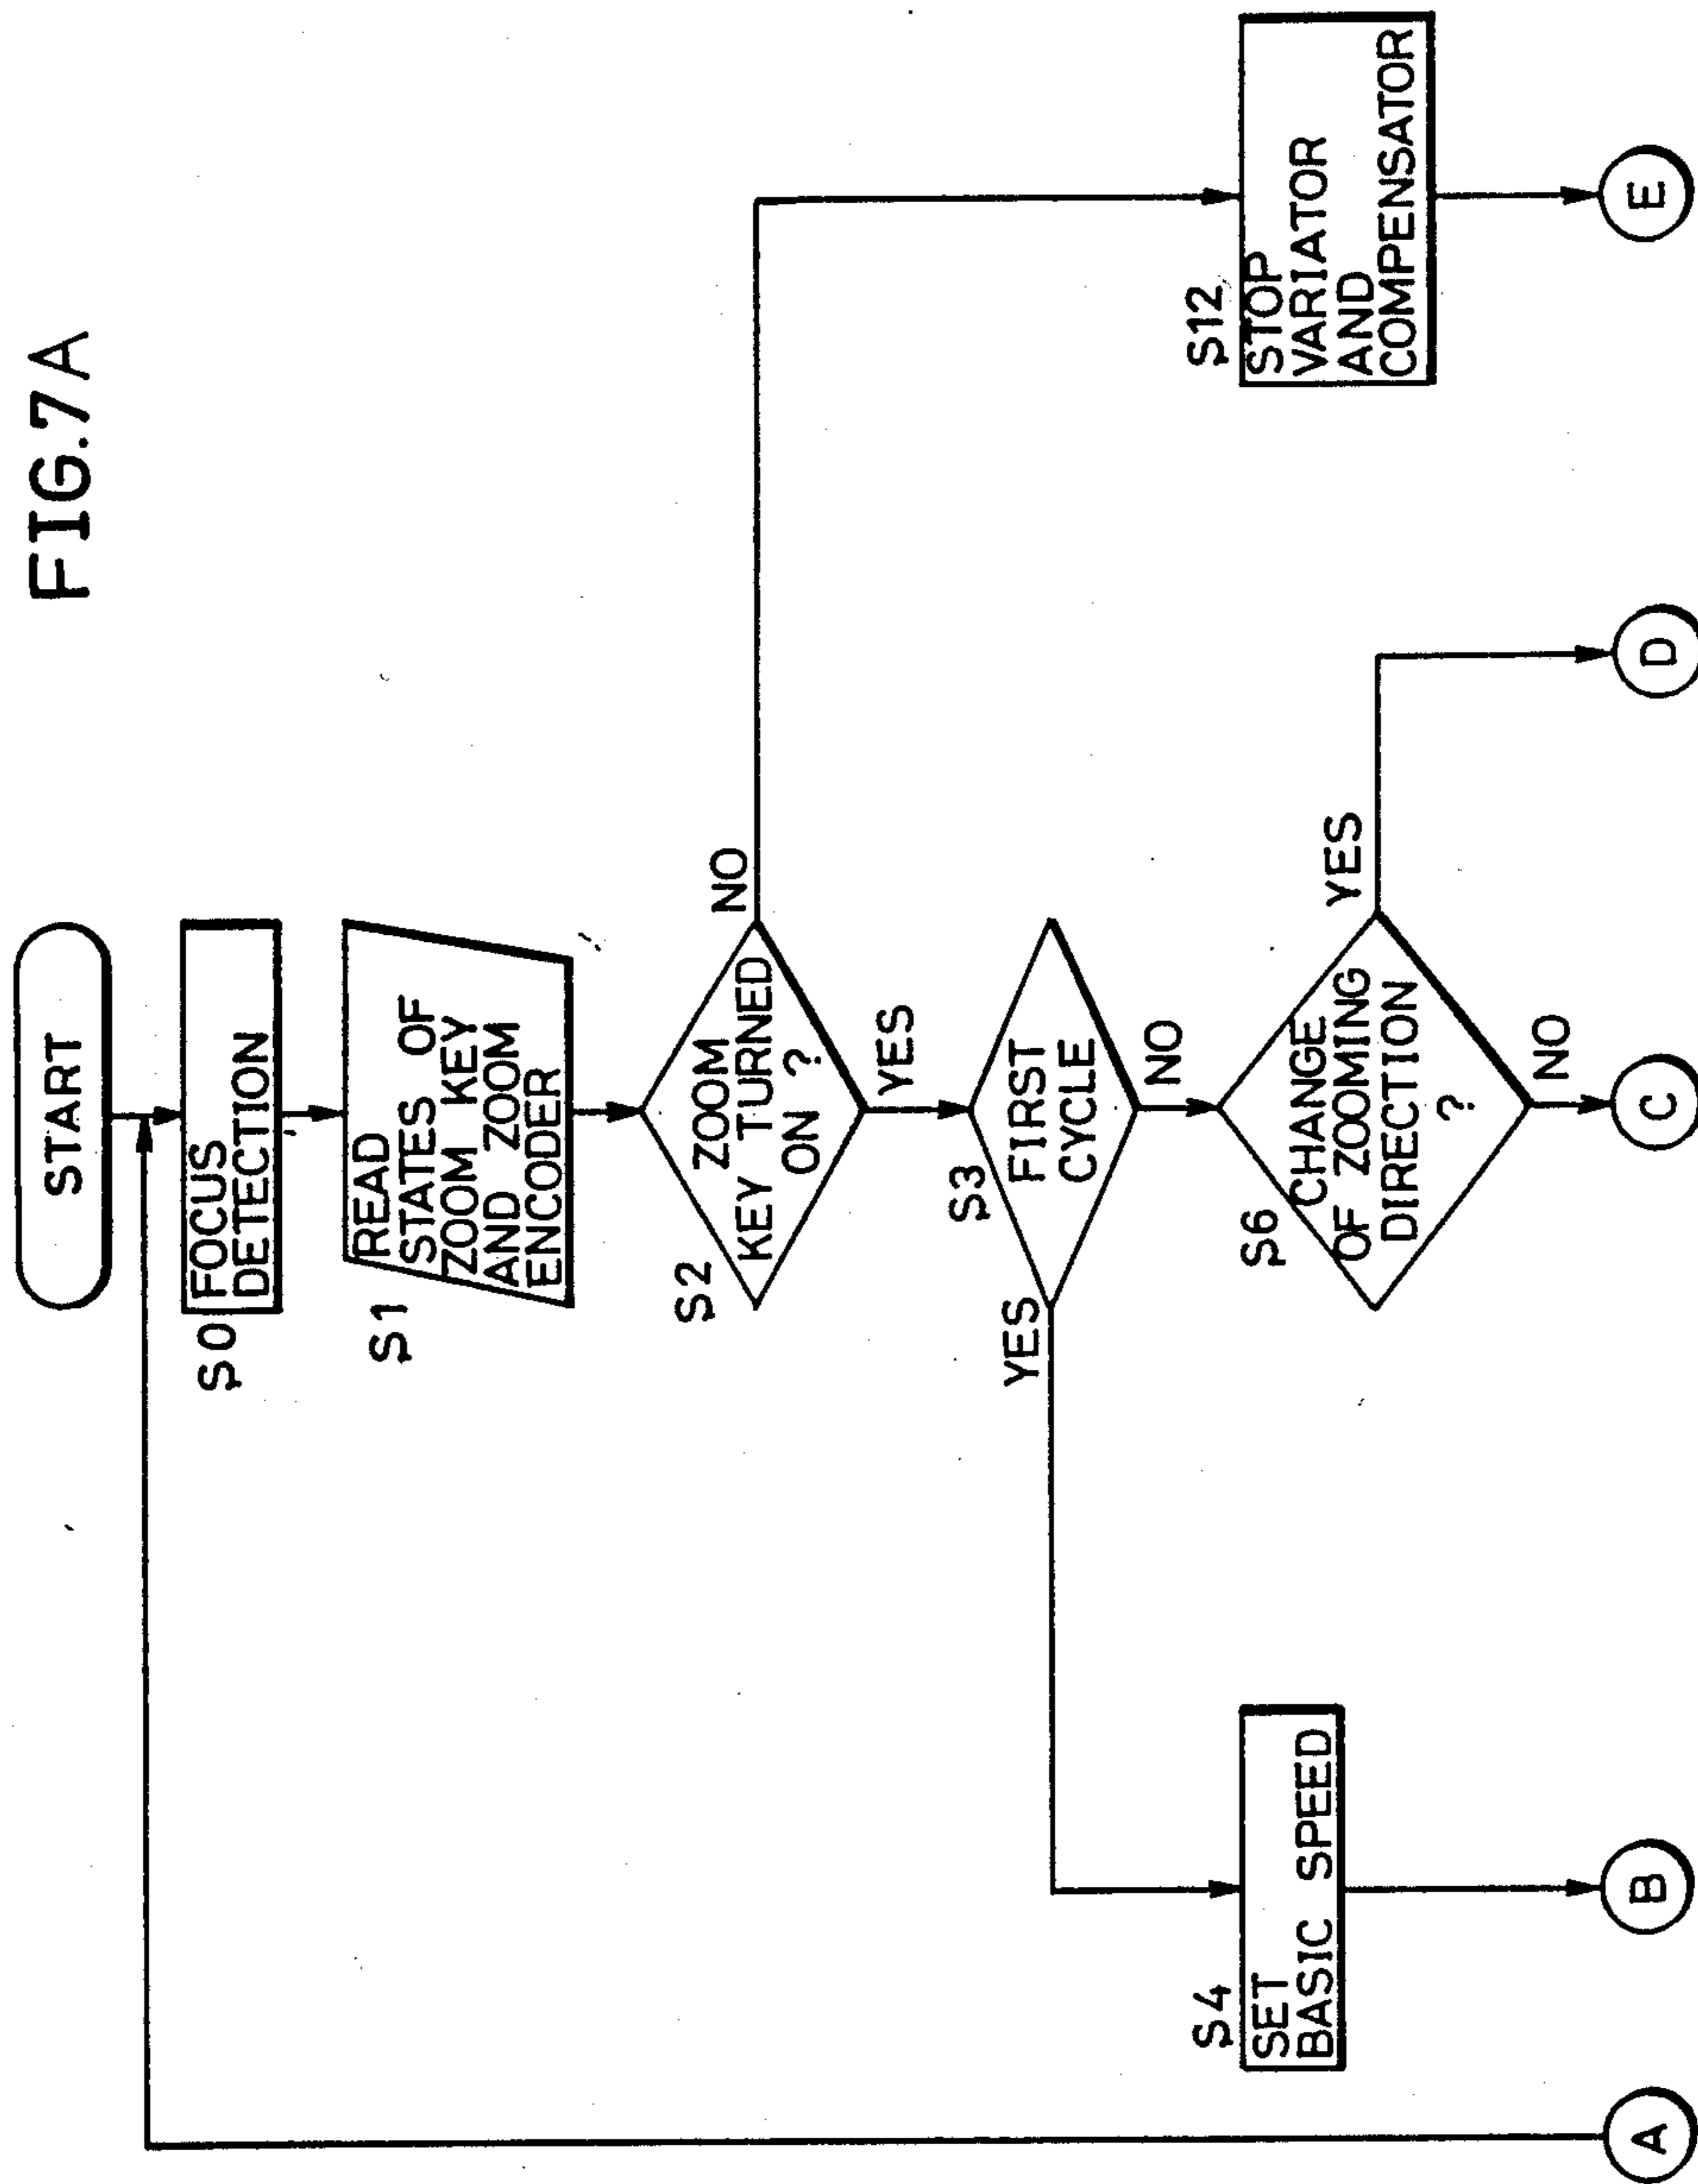 FIG.7A
START
S0
FOCUS
DETECTION
S1
READ
STATES OF
ZOOM KEY
AND ZOOM
ENCODER
S2
ZOOM
KEY TURNED
ON ?
NO
YES
S3
FIRST
CYCLE
YES
NO
S4
SET
BASIC SPEED
S6
CHANGE
OF ZOOMING
DIRECTION
?
YES
NO
S12
STOP
VARIATOR
AND
COMPENSATOR
A
B
C
D
E